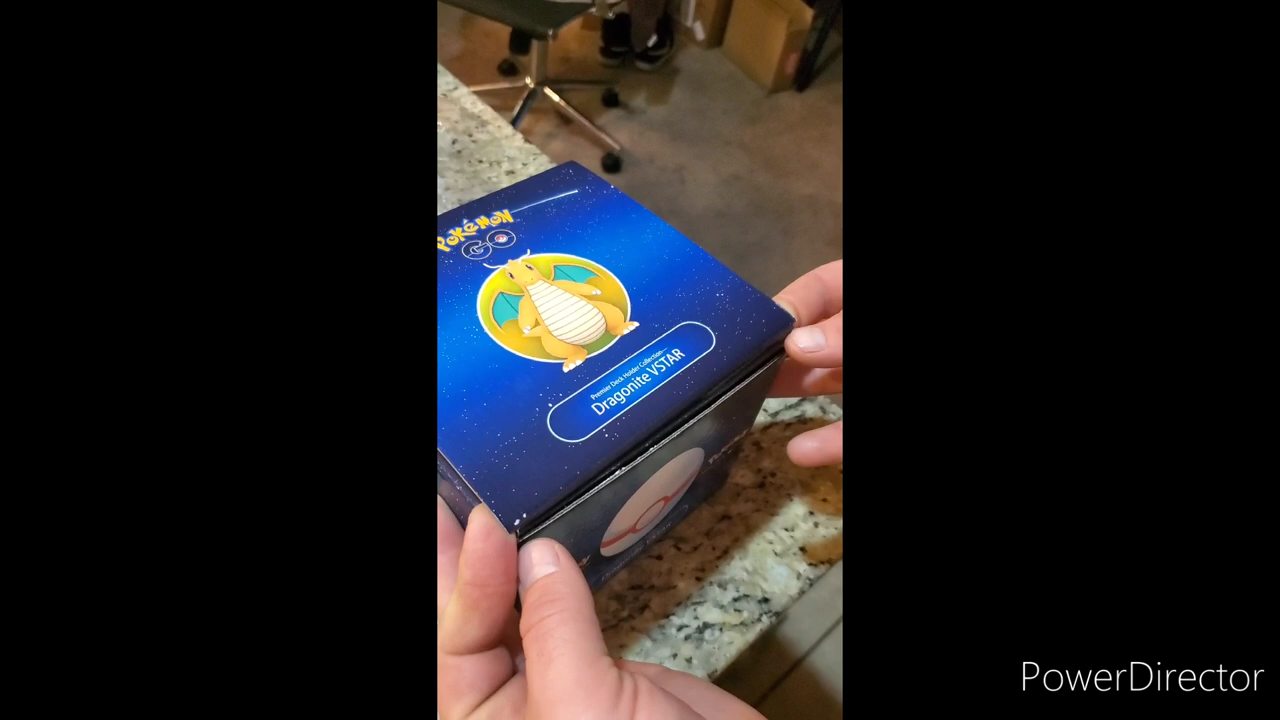 POKéMON
GO
Premier Deck Holder Collection
Dragonite VSTAR
PowerDirector